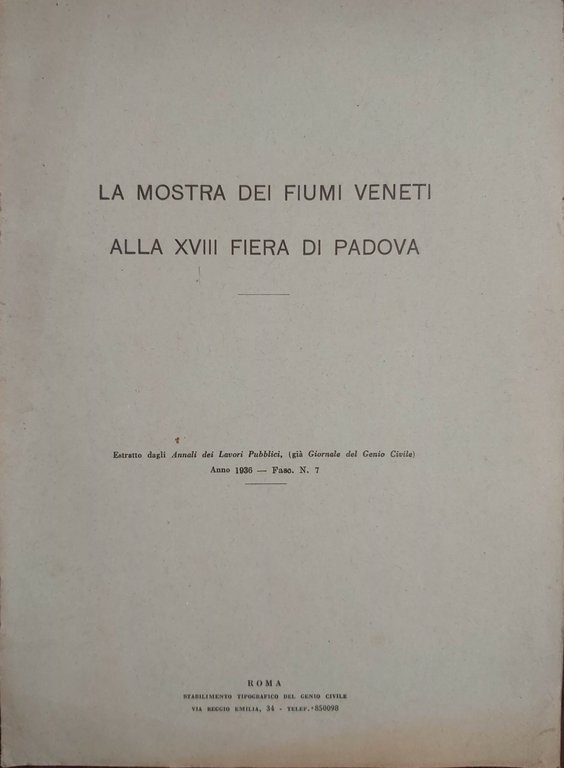 LA MOSTRA DEI FIUMI VENETI
ALLA XVIII FIERA DI PADOVA
Estratto dagli Annali dei Lavori Pubblici, (già Giornale del Genio Civile)
Anno 1936 — Fasc. N. 7
ROMA
STABILIMENTO TIPOGRAFICO DEL GENIO CIVILE
VIA REGGIO EMILIA, 34 - TELEF. 850098